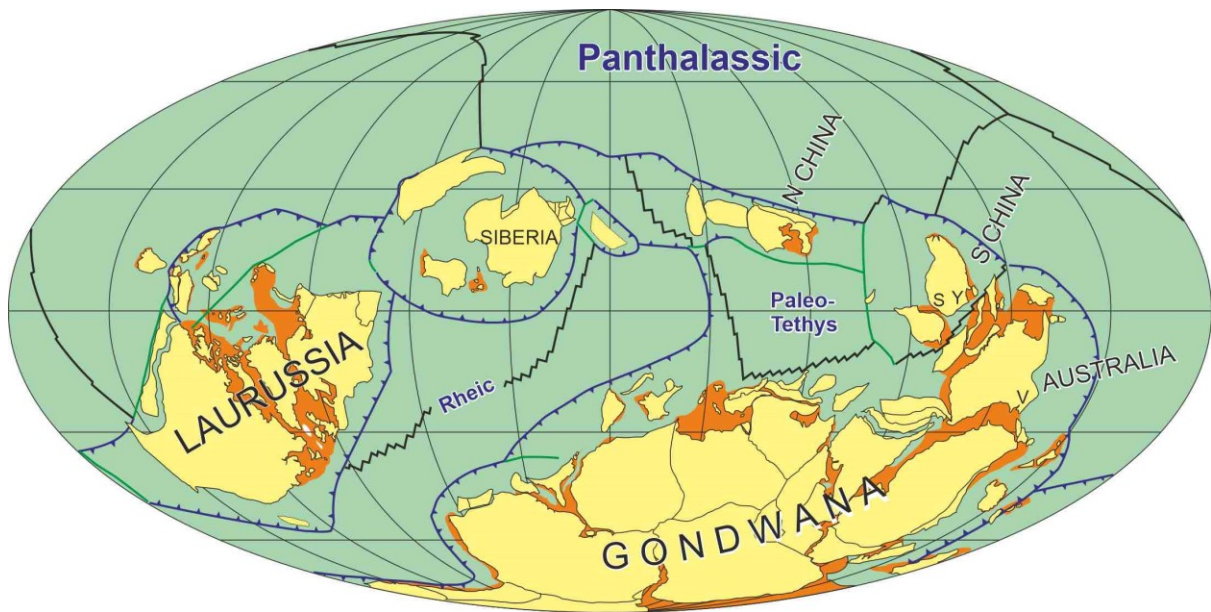 Panthalassic
N CHINA
S CHINA
SIBERIA
S Y
Paleo-
Tethys
LAURUSSIA
Rheic
V
AUSTRALIA
GONDWANA